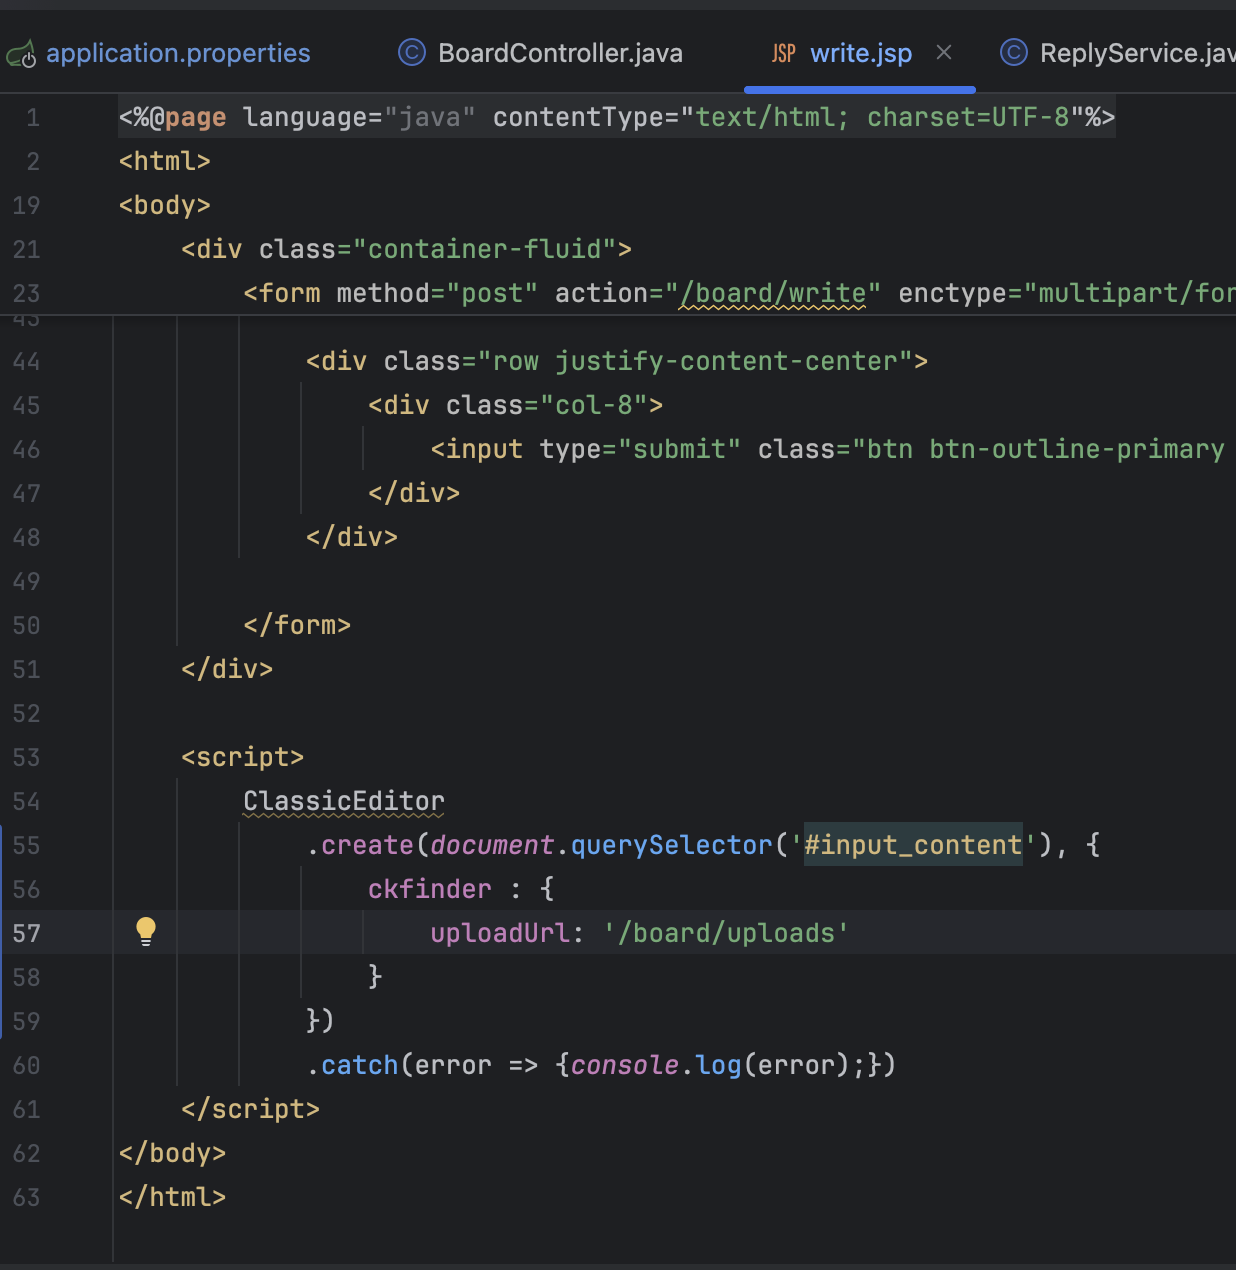 application.properties BoardController.java JSP write.jsp ReplyService.jav
1 <%@page language="java" contentType="text/html; charset=UTF-8"%>
2 <html>
19 <body>
21 <div class="container-fluid">
23 <form method="post" action="/board/write" enctype="multipart/for
43
44 <div class="row justify-content-center">
45 <div class="col-8">
46 <input type="submit" class="btn btn-outline-primary
47 </div>
48 </div>
49
50 </form>
51 </div>
52
53 <script>
54 ClassicEditor
55 .create(document.querySelector('#input_content'), {
56 ckfinder : {
57 uploadUrl: '/board/uploads'
58 }
59 })
60 .catch(error => {console.log(error);})
61 </script>
62 </body>
63 </html>